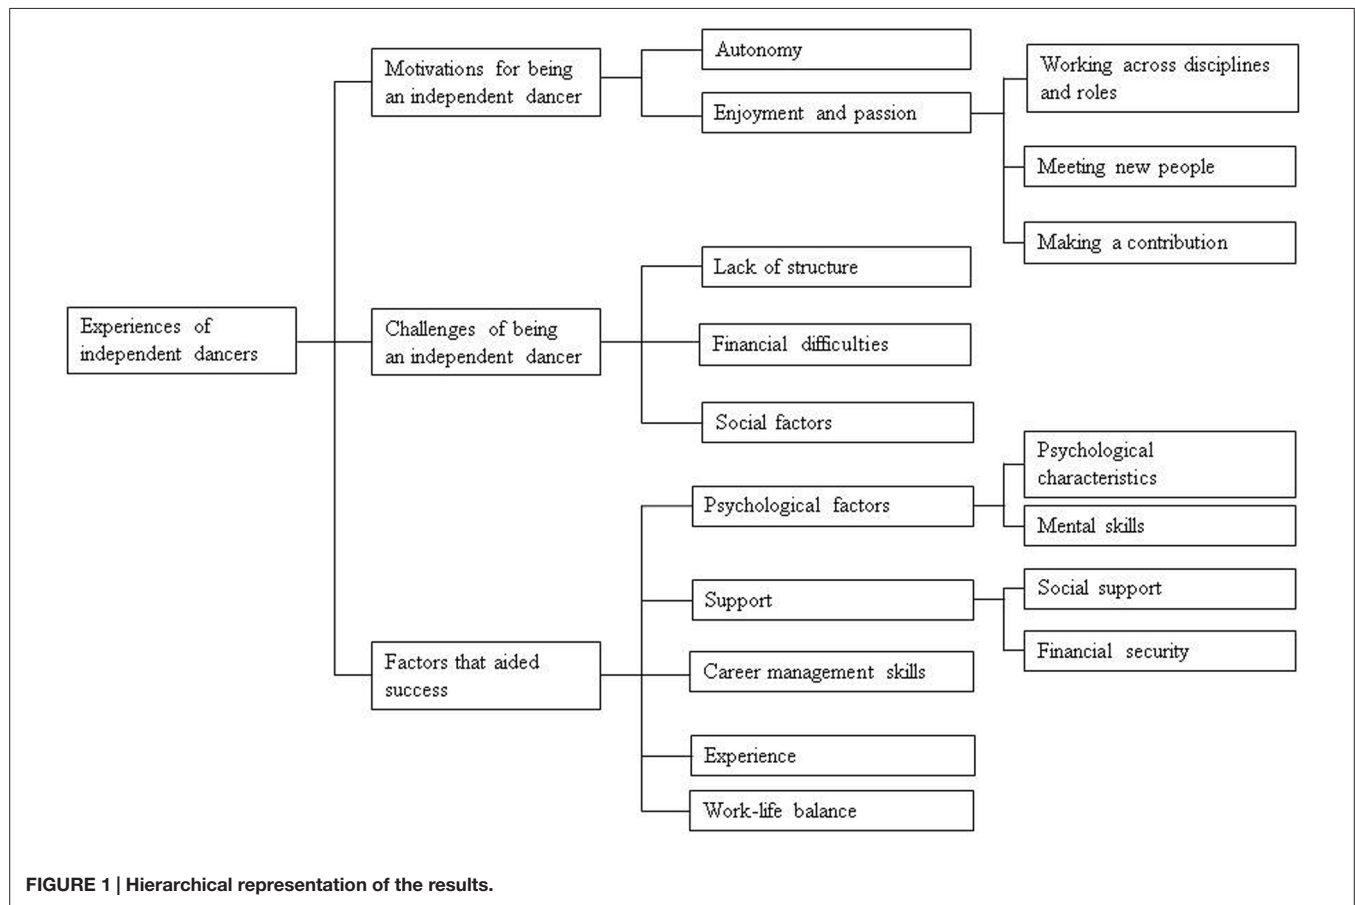 Experiences of
independent dancers
Motivations for being
an independent dancer
Autonomy
Enjoyment and passion
Working across disciplines
and roles
Meeting new people
Making a contribution
Challenges of being
an independent dancer
Lack of structure
Financial difficulties
Social factors
Factors that aided
success
Psychological factors
Psychological
characteristics
Mental skills
Support
Social support
Financial security
Career management skills
Experience
Work-life balance
FIGURE 1 | Hierarchical representation of the results.